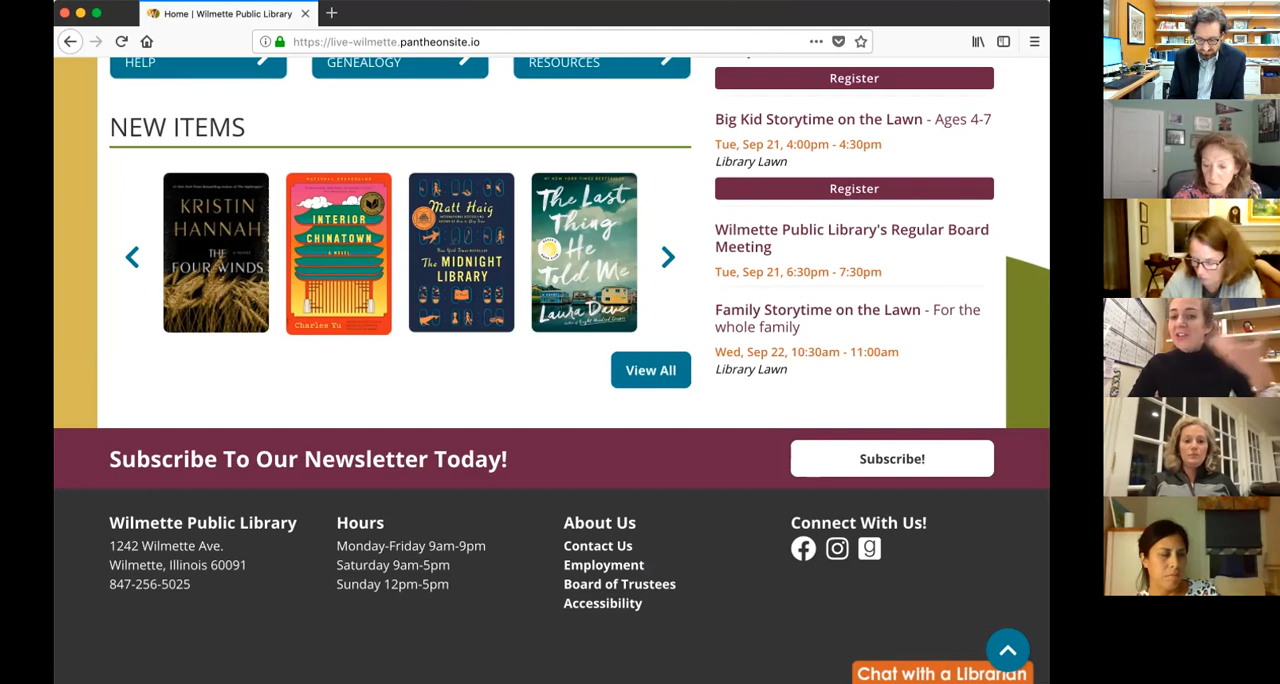 Home | Wilmette Public Library
https://live-wilmette.pantheonsite.io
HELP
GENEALOGY
RESOURCES
NEW ITEMS
KRISTIN
HANNAH
THE
FOUR WINDS
INTERIOR
CHINATOWN
A NOVEL
Charles Yu
Matt Haig
The MIDNIGHT
LIBRARY
The Last
Thing
He
Told Me
Laura Dave
View All
Register
Big Kid Storytime on the Lawn - Ages 4-7
Tue, Sep 21, 4:00pm - 4:30pm
Library Lawn
Register
Wilmette Public Library's Regular Board
Meeting
Tue, Sep 21, 6:30pm - 7:30pm
Family Storytime on the Lawn - For the
whole family
Wed, Sep 22, 10:30am - 11:00am
Library Lawn
Subscribe To Our Newsletter Today!
Subscribe!
Wilmette Public Library
1242 Wilmette Ave.
Wilmette, Illinois 60091
847-256-5025
Hours
Monday-Friday 9am-9pm
Saturday 9am-5pm
Sunday 12pm-5pm
About Us
Contact Us
Employment
Board of Trustees
Accessibility
Connect With Us!
Chat with a Librarian